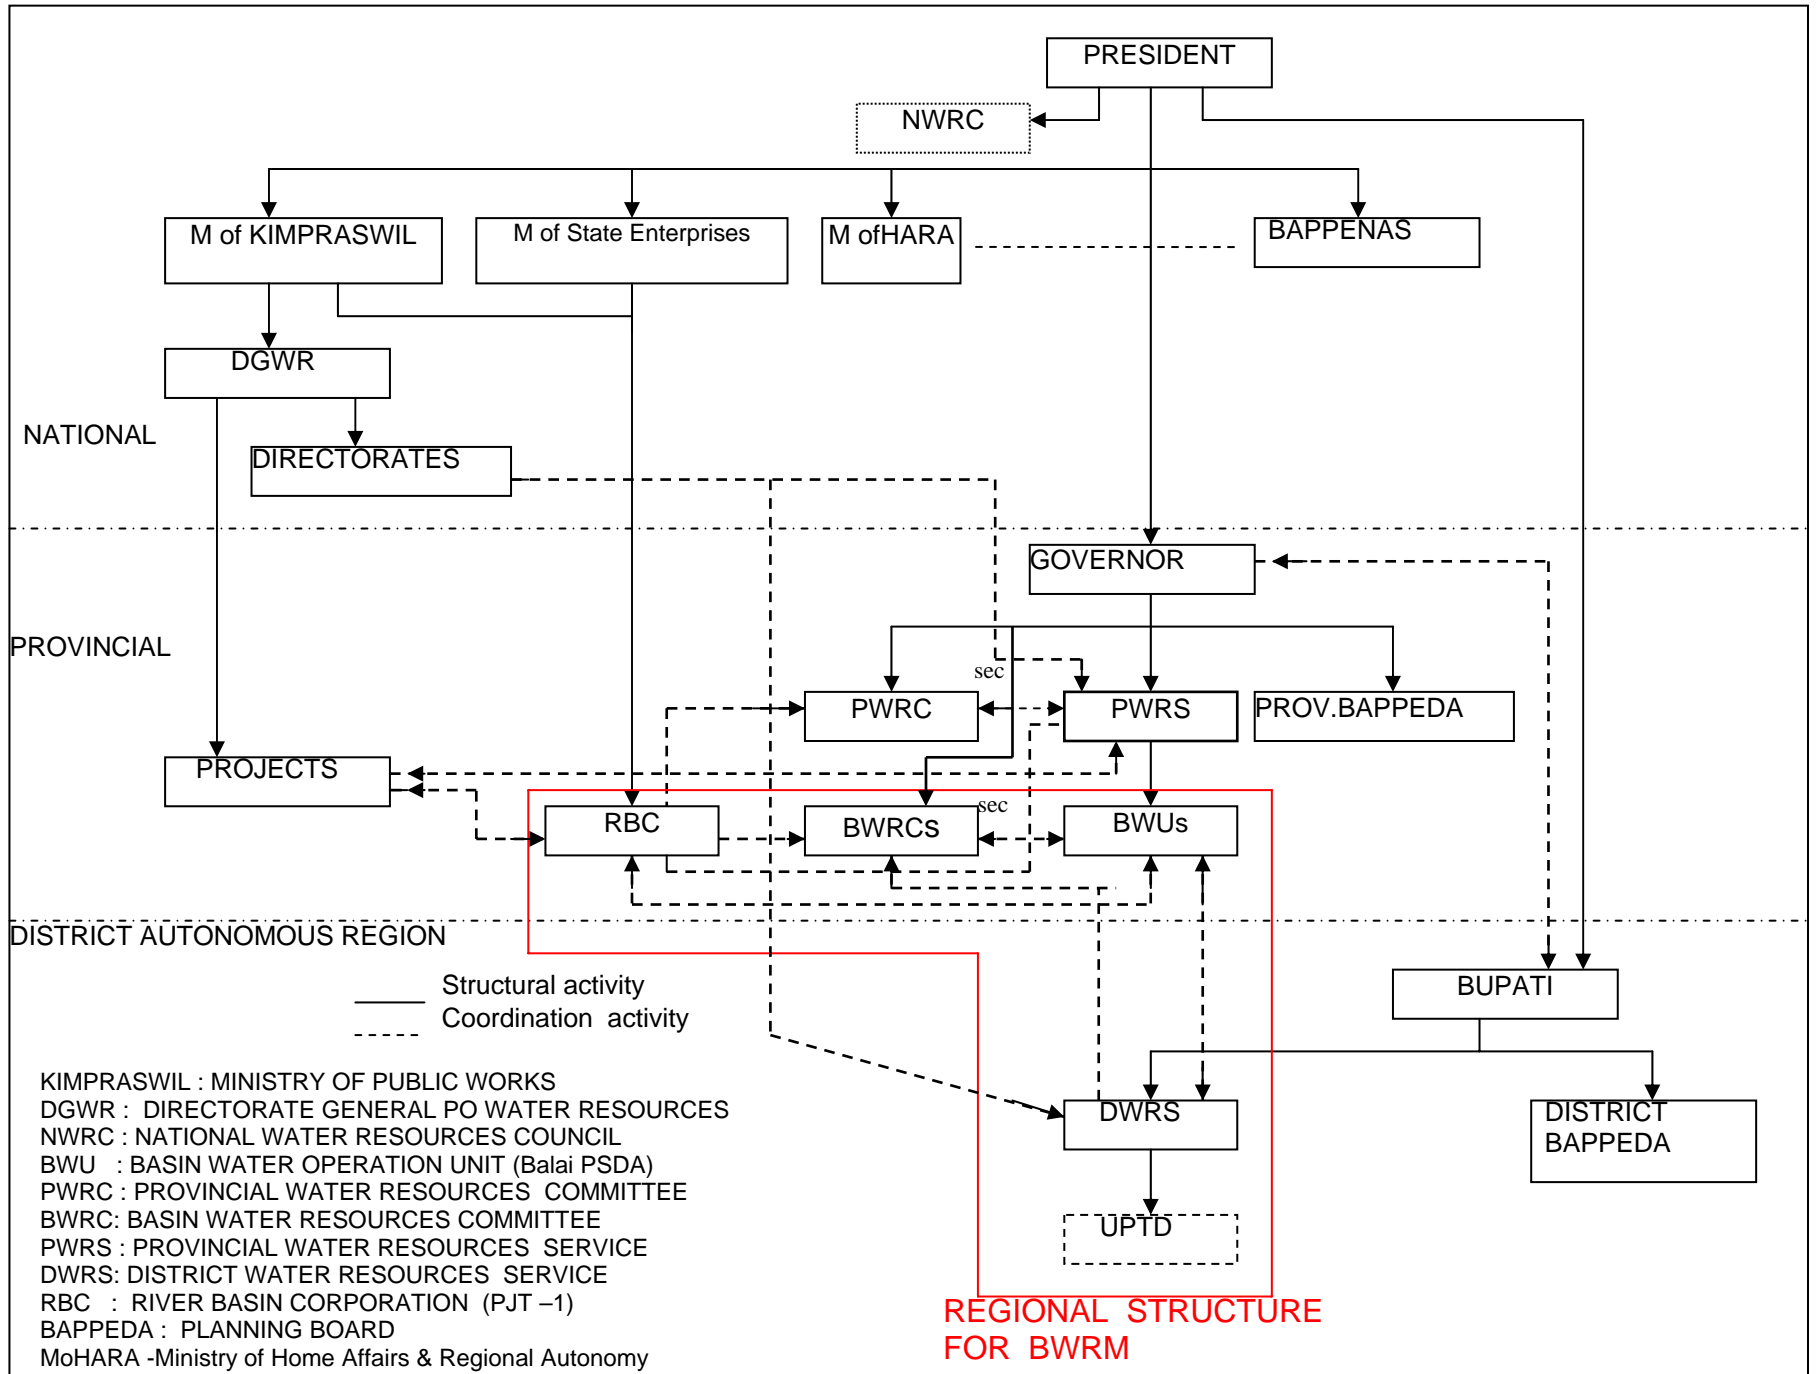 PRESIDENT
NWRC
M of KIMPRASWIL
M of State Enterprises
M ofHARA
BAPPENAS
DGWR
NATIONAL
DIRECTORATES
GOVERNOR
PROVINCIAL
sec
PWRC
PWRS
PROV.BAPPEDA
PROJECTS
sec
RBC
BWRCs
BWUs
DISTRICT AUTONOMOUS REGION
Structural activity
Coordination activity
BUPATI
DWRS
DISTRICT
BAPPEDA
UPTD
KIMPRASWIL : MINISTRY OF PUBLIC WORKS
DGWR : DIRECTORATE GENERAL PO WATER RESOURCES
NWRC : NATIONAL WATER RESOURCES COUNCIL
BWU : BASIN WATER OPERATION UNIT (Balai PSDA)
PWRC : PROVINCIAL WATER RESOURCES COMMITTEE
BWRC: BASIN WATER RESOURCES COMMITTEE
PWRS : PROVINCIAL WATER RESOURCES SERVICE
DWRS: DISTRICT WATER RESOURCES SERVICE
RBC : RIVER BASIN CORPORATION (PJT –1)
BAPPEDA : PLANNING BOARD
MoHARA -Ministry of Home Affairs & Regional Autonomy
REGIONAL STRUCTURE
FOR BWRM